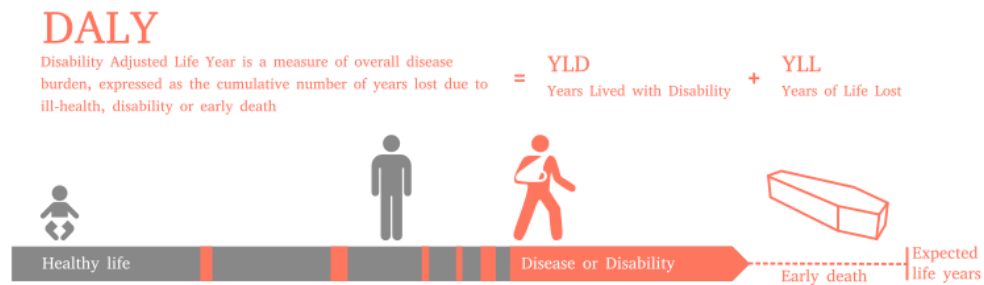 DALY
Disability Adjusted Life Year is a measure of overall disease
burden, expressed as the cumulative number of years lost due to
ill-health, disability or early death
=
YLD
Years Lived with Disability
+
YLL
Years of Life Lost
Healthy life
Disease or Disability
Early death
Expected
life years